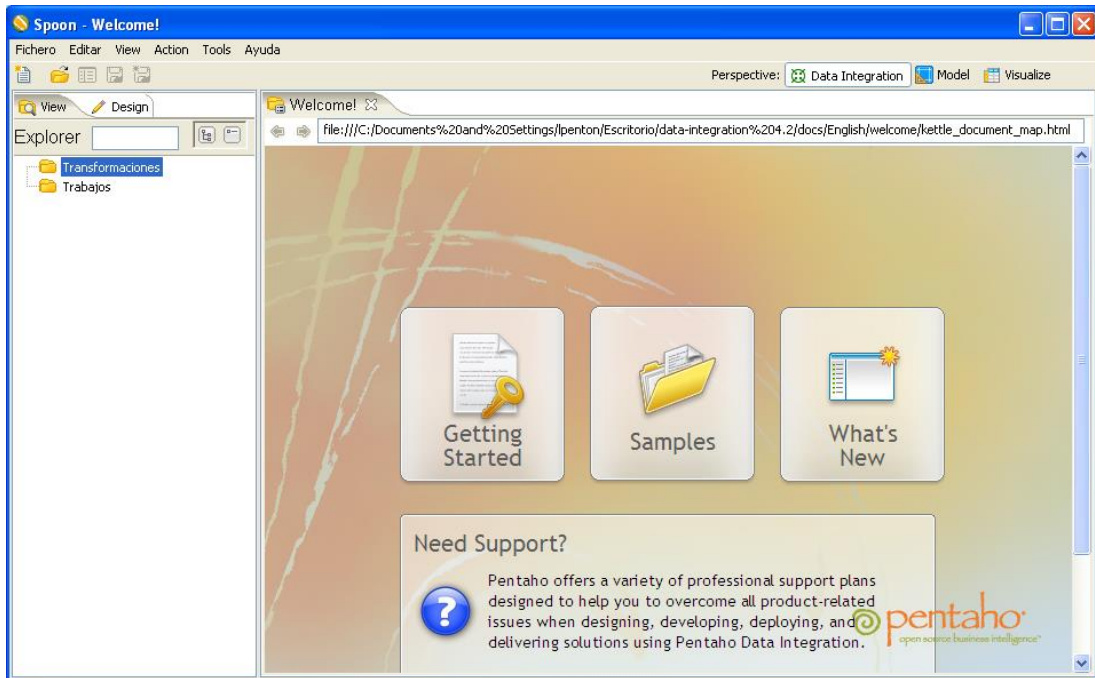 Spoon - Welcome!
Fichero Editar View Action Tools Ayuda
Perspective: Data Integration Model Visualize
View Design
Welcome!
Explorer
file:///C:/Documents%20and%20Settings/lpenton/Escritorio/data-integration%204.2/docs/English/welcome/kettle_document_map.html
Transformaciones
Trabajos
Getting
Started
Samples
What's
New
Need Support?
Pentaho offers a variety of professional support plans
designed to help you to overcome all product-related
issues when designing, developing, deploying, and
delivering solutions using Pentaho Data Integration.
pentaho
open source business intelligence™